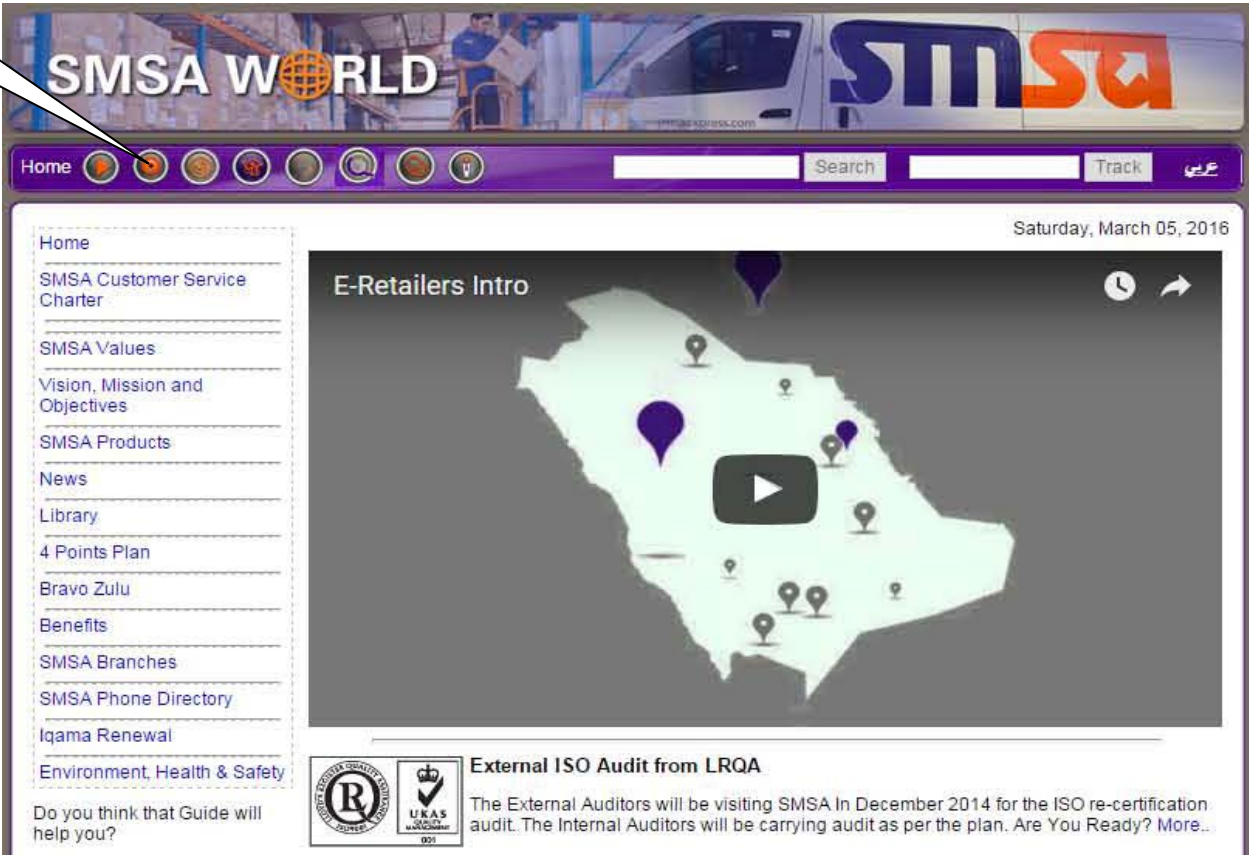 SMSA WORLD
smsa
smsaexpress.com
Home
Search
Track
عربي
Saturday, March 05, 2016
Home
SMSA Customer Service
Charter
SMSA Values
Vision, Mission and
Objectives
SMSA Products
News
Library
4 Points Plan
Bravo Zulu
Benefits
SMSA Branches
SMSA Phone Directory
Iqama Renewal
Environment, Health & Safety
Do you think that Guide will
help you?
E-Retailers Intro
R
UKAS
QUALITY
MANAGEMENT
001
External ISO Audit from LRQA
The External Auditors will be visiting SMSA In December 2014 for the ISO re-certification
audit. The Internal Auditors will be carrying audit as per the plan. Are You Ready? More..